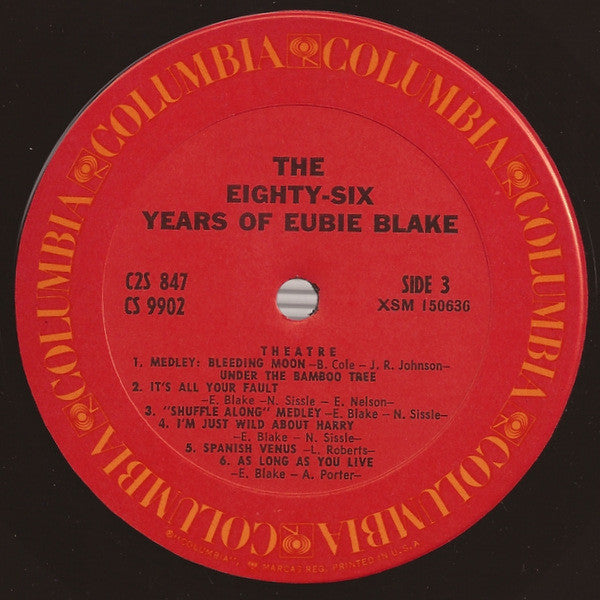 COLUMBIA COLUMBIA COLUMBIA COLUMBIA COLUMBIA COLUMBIA
THE
EIGHTY-SIX
YEARS OF EUBIE BLAKE
C2S 847
CS 9902
SIDE 3
XSM 150636
THEATRE
1. MEDLEY: BLEEDING MOON –B. Cole – J. R. Johnson–
UNDER THE BAMBOO TREE
2. IT'S ALL YOUR FAULT
–E. Blake –N. Sissle – E. Nelson–
3. "SHUFFLE ALONG" MEDLEY –E. Blake – N. Sissle–
4. I'M JUST WILD ABOUT HARRY
–E. Blake – N. Sissle–
5. SPANISH VENUS –L. Roberts–
6. AS LONG AS YOU LIVE
–E. Blake – A. Porter–
"COLUMBIA", MARCAS REG. PRINTED IN U.S.A.